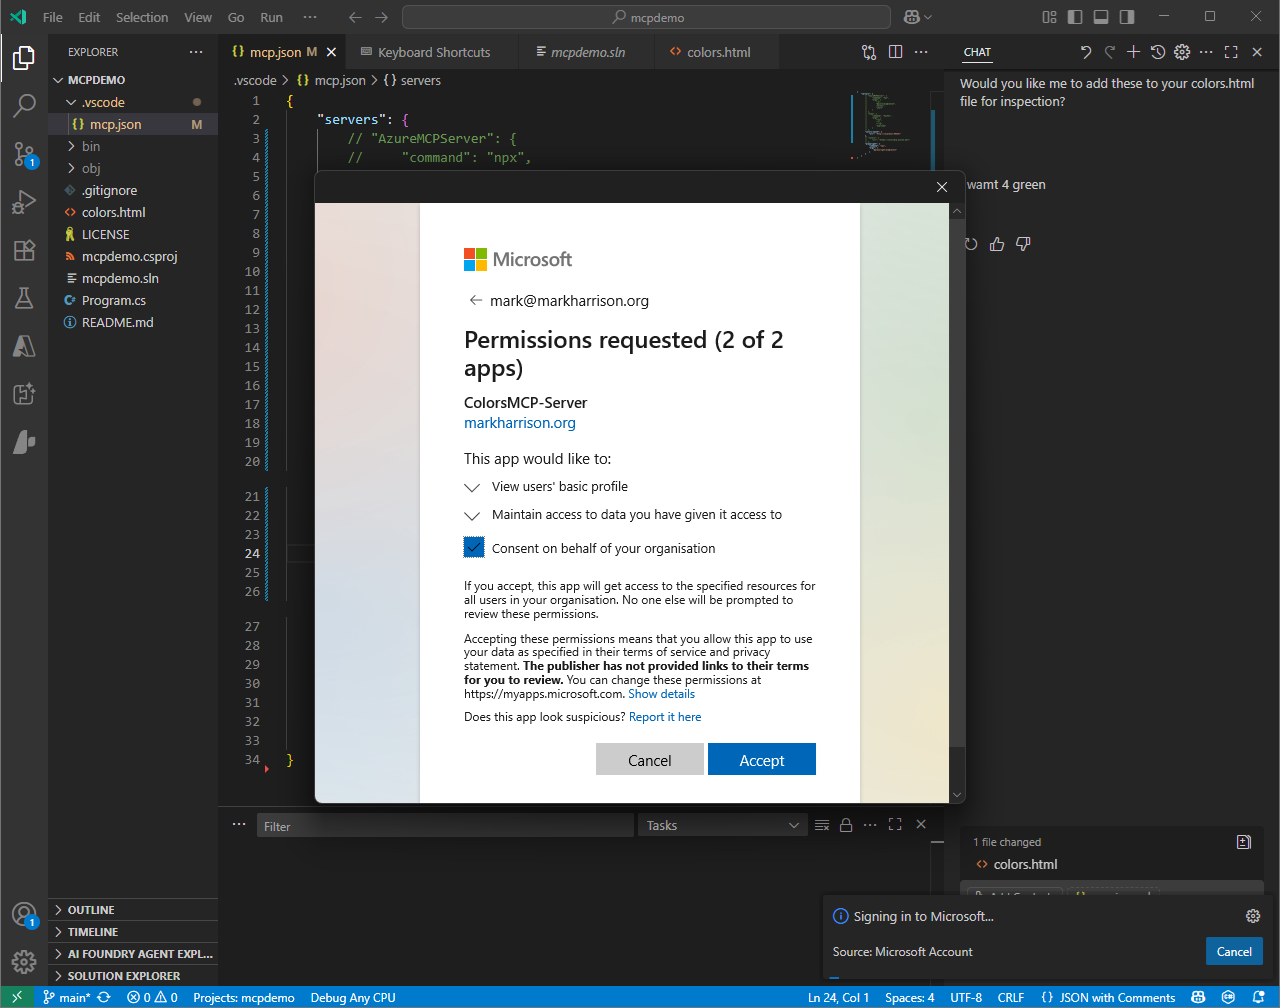 File Edit Selection View Go Run ··· mcpdemo
EXPLORER ···
MCPDEMO
.vscode
mcp.json M
bin
obj
.gitignore
colors.html
LICENSE
mcpdemo.csproj
mcpdemo.sln
Program.cs
README.md
OUTLINE
TIMELINE
AI FOUNDRY AGENT EXPL...
SOLUTION EXPLORER
mcp.json M Keyboard Shortcuts mcpdemo.sln colors.html
.vscode > mcp.json > servers
1 {
2 "servers": {
3 // "AzureMCPServer": {
4 // "command": "npx",
5
6
7
8
9
10
11
12
13
14
15
16
17
18
19
20
21
22
23
24
25
26
27
28
29
30
31
32
33
34 }
Microsoft
mark@markharrison.org
Permissions requested (2 of 2
apps)
ColorsMCP-Server
markharrison.org
This app would like to:
View users' basic profile
Maintain access to data you have given it access to
Consent on behalf of your organisation
If you accept, this app will get access to the specified resources for
all users in your organisation. No one else will be prompted to
review these permissions.
Accepting these permissions means that you allow this app to use
your data as specified in their terms of service and privacy
statement. The publisher has not provided links to their terms
for you to review. You can change these permissions at
https://myapps.microsoft.com. Show details
Does this app look suspicious? Report it here
Cancel Accept
··· Filter Tasks
CHAT
Would you like me to add these to your colors.html
file for inspection?
wamt 4 green
1 file changed
colors.html
Signing in to Microsoft...
Source: Microsoft Account
Cancel
main* 0 0 Projects: mcpdemo Debug Any CPU
Ln 24, Col 1 Spaces: 4 UTF-8 CRLF {} JSON with Comments